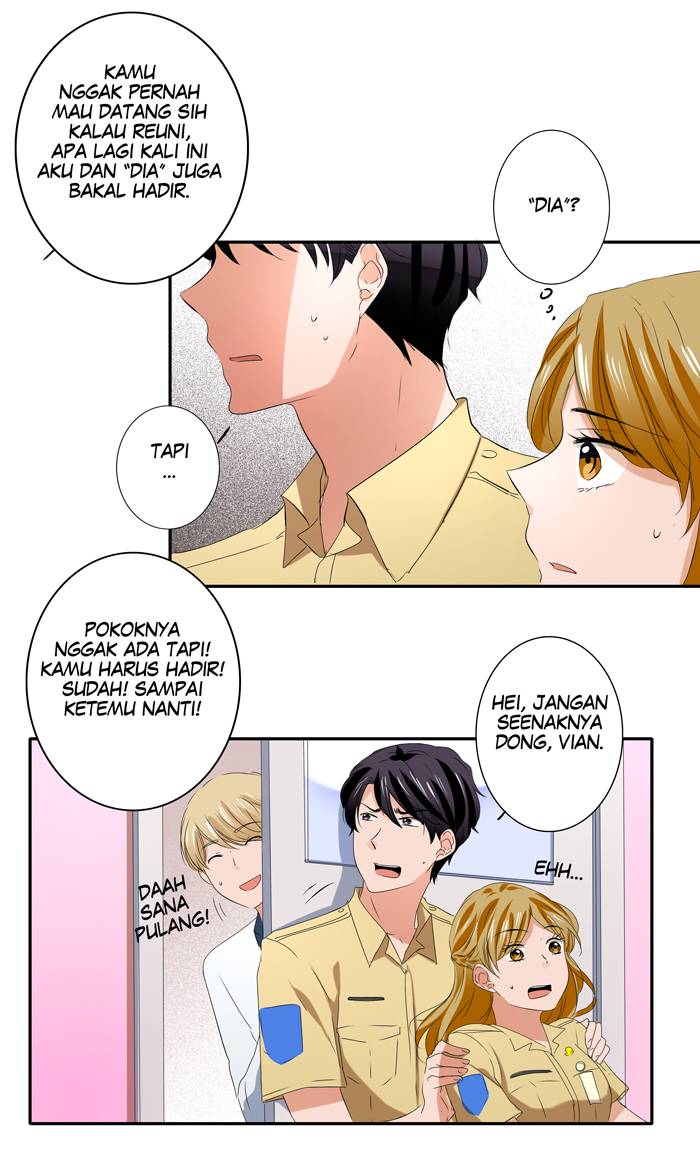 KAMU
NGGAK PERNAH
MAU DATANG SIH
KALAU REUNI,
APA LAGI KALI INI
AKU DAN "DIA" JUGA
BAKAL HADIR.
"DIA"?
TAPI
...
POKOKNYA
NGGAK ADA TAPI!
KAMU HARUS HADIR!
SUDAH! SAMPAI
KETEMU NANTI!
HEI, JANGAN
SEENAKNYA
DONG, VIAN.
EHH...
DAAH
SANA
PULANG!